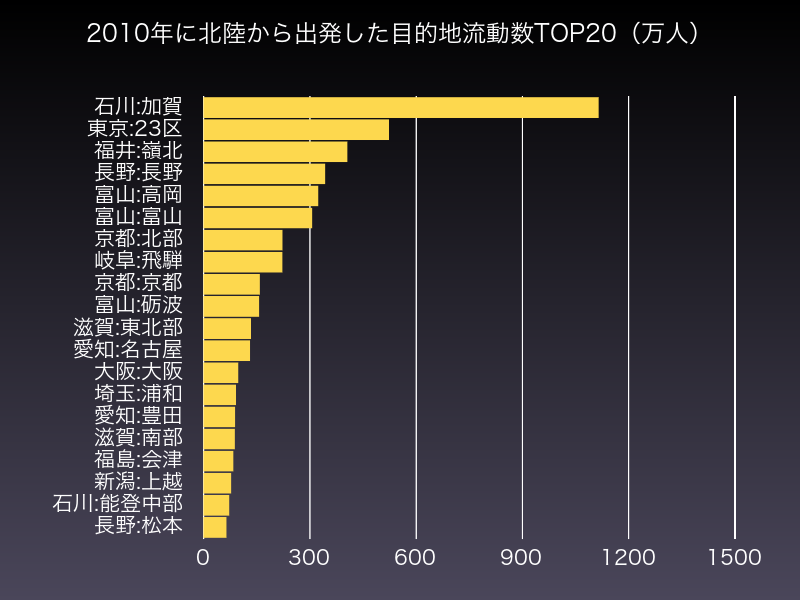 2010年に北陸から出発した目的地流動数TOP20（万人）
石川:加賀
東京:23区
福井:嶺北
長野:長野
富山:高岡
富山:富山
京都:北部
岐阜:飛騨
京都:京都
富山:砺波
滋賀:東北部
愛知:名古屋
大阪:大阪
埼玉:浦和
愛知:豊田
滋賀:南部
福島:会津
新潟:上越
石川:能登中部
長野:松本
0 300 600 900 1200 1500